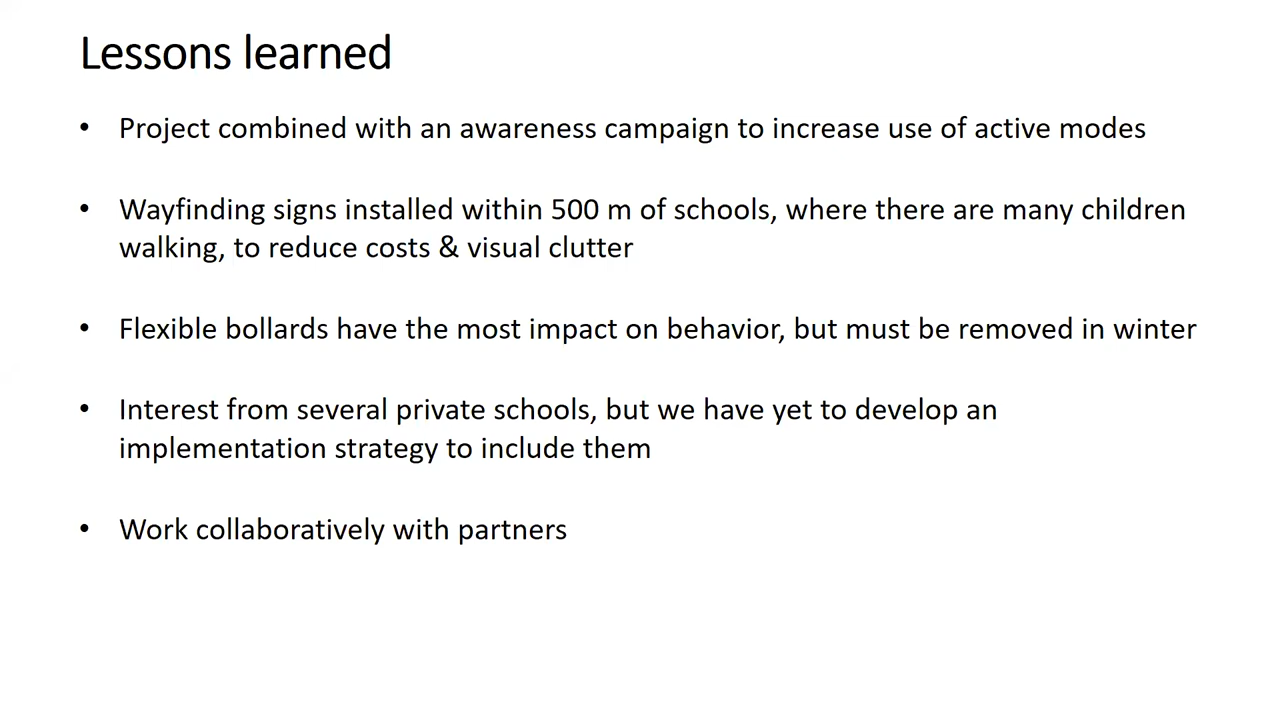 Lessons learned
• Project combined with an awareness campaign to increase use of active modes
• Wayfinding signs installed within 500 m of schools, where there are many children
walking, to reduce costs & visual clutter
• Flexible bollards have the most impact on behavior, but must be removed in winter
• Interest from several private schools, but we have yet to develop an
implementation strategy to include them
• Work collaboratively with partners